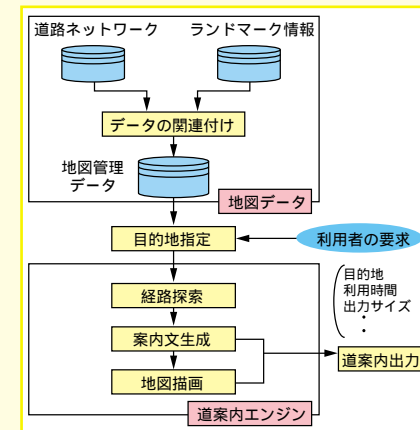 道路ネットワーク
ランドマーク情報
データの関連付け
地図管理
データ
地図データ
目的地指定
利用者の要求
経路探索
目的地
利用時間
出力サイズ
・
・
案内文生成
道案内出力
地図描画
道案内エンジン